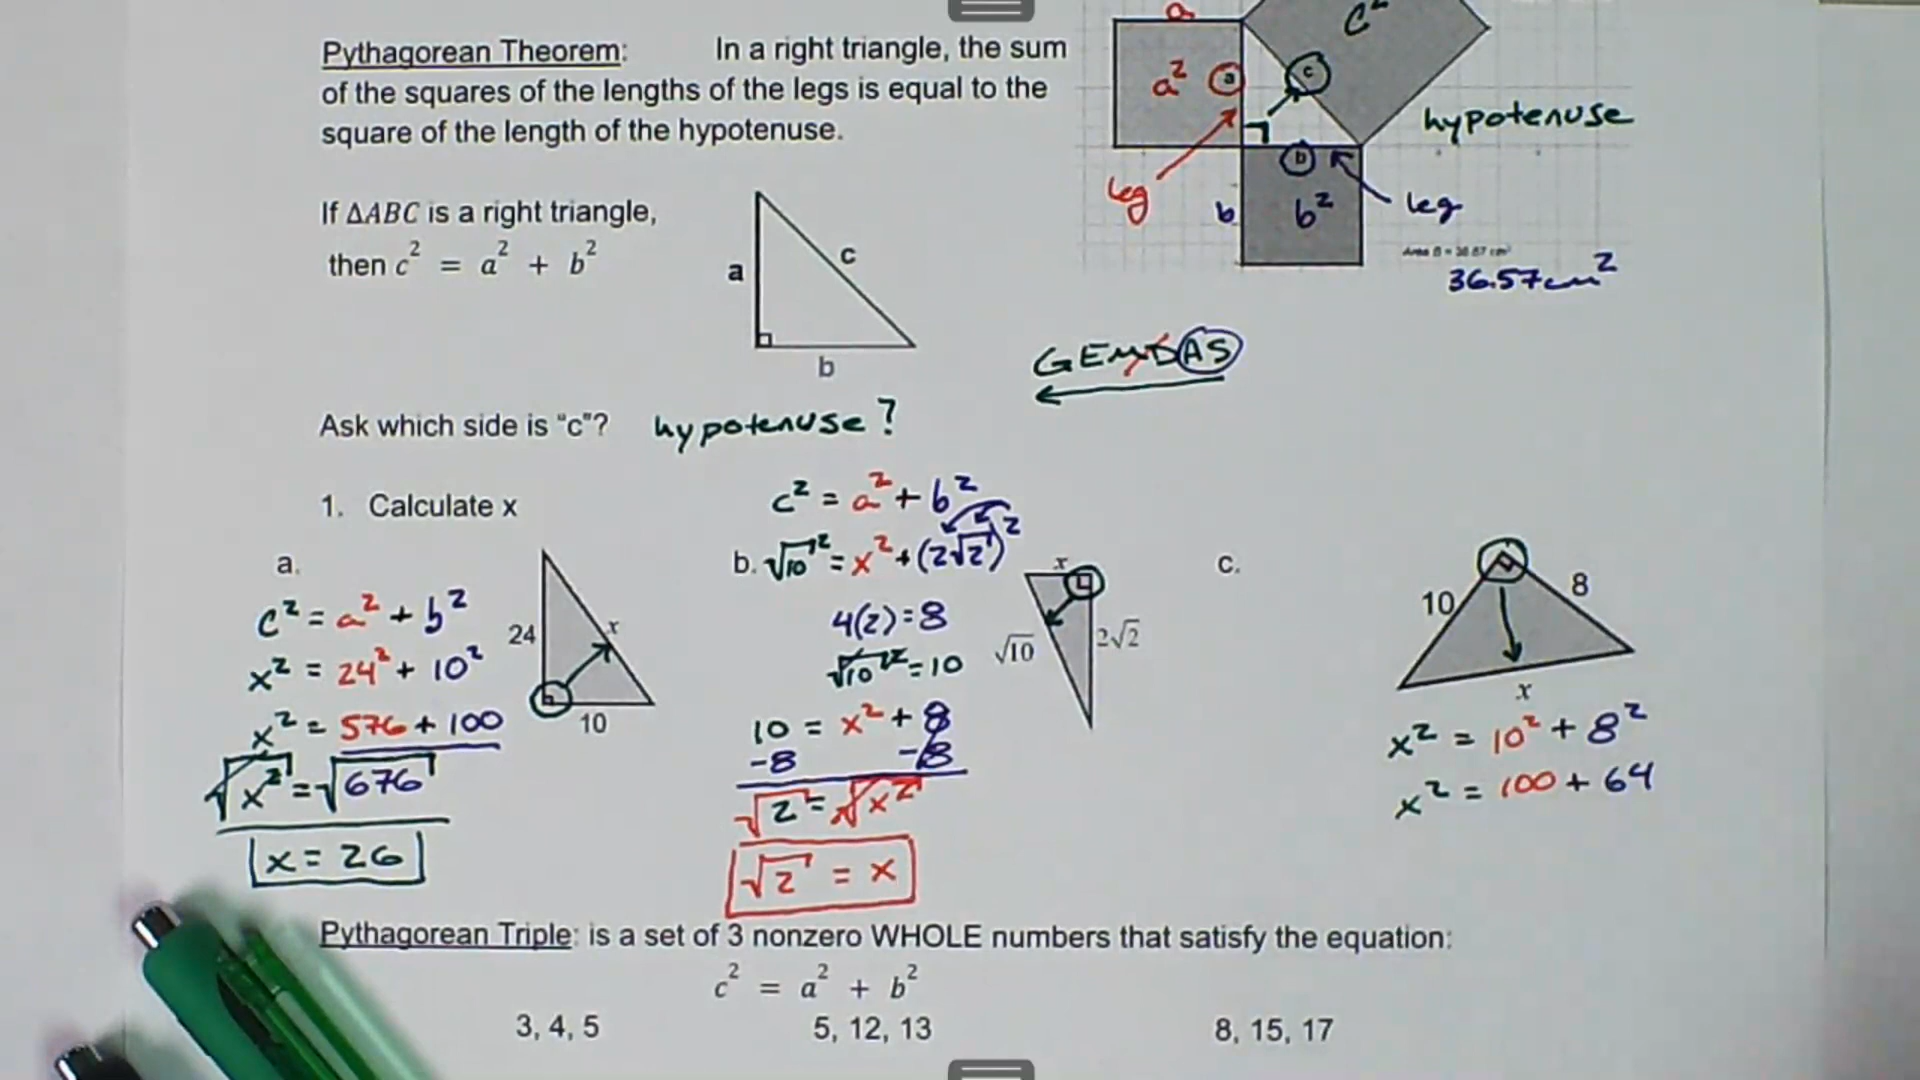 Pythagorean Theorem: In a right triangle, the sum
of the squares of the lengths of the legs is equal to the
square of the length of the hypotenuse.
a
c²
a²
a
c
hypotenuse
b
leg
b
b²
leg
36.57cm²
If ΔABC is a right triangle,
then c² = a² + b²
a
c
b
GEMDAS
Ask which side is “c”? hypotenuse?
1. Calculate x
a.
c² = a² + b²
x² = 24² + 10²
x² = 576 + 100
√x² = √676
x = 26
24
x
10
c² = a² + b²
b. √10² = x² + (2√2)²
4(2) = 8
√10² = 10
10 = x² + 8
-8 -8
√2 = √x²
√2 = x
x
√10
2√2
c.
10
8
x
x² = 10² + 8²
x² = 100 + 64
Pythagorean Triple: is a set of 3 nonzero WHOLE numbers that satisfy the equation:
c² = a² + b²
3, 4, 5 5, 12, 13 8, 15, 17